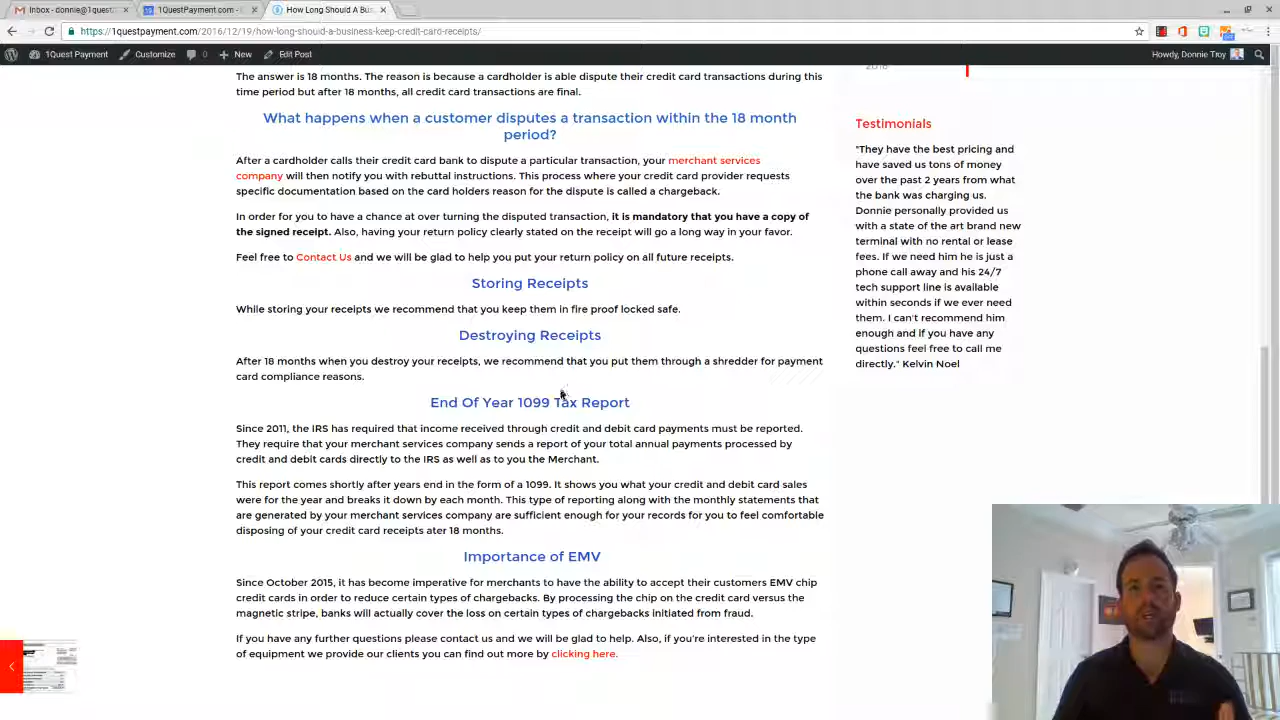 Inbox - donnie@1quest
1QuestPayment.com -
How Long Should A Bus
https://1questpayment.com/2016/12/19/how-long-should-a-business-keep-credit-card-receipts/
1Quest Payment
Customize
0
New
Edit Post
Howdy, Donnie Troy
2016
The answer is 18 months. The reason is because a cardholder is able dispute their credit card transactions during this
time period but after 18 months, all credit card transactions are final.
What happens when a customer disputes a transaction within the 18 month
period?
After a cardholder calls their credit card bank to dispute a particular transaction, your merchant services
company will then notify you with rebuttal instructions. This process where your credit card provider requests
specific documentation based on the card holders reason for the dispute is called a chargeback.
In order for you to have a chance at over turning the disputed transaction, it is mandatory that you have a copy of
the signed receipt. Also, having your return policy clearly stated on the receipt will go a long way in your favor.
Feel free to Contact Us and we will be glad to help you put your return policy on all future receipts.
Storing Receipts
While storing your receipts we recommend that you keep them in fire proof locked safe.
Destroying Receipts
After 18 months when you destroy your receipts, we recommend that you put them through a shredder for payment
card compliance reasons.
End Of Year 1099 Tax Report
Since 2011, the IRS has required that income received through credit and debit card payments must be reported.
They require that your merchant services company sends a report of your total annual payments processed by
credit and debit cards directly to the IRS as well as to you the Merchant.
This report comes shortly after years end in the form of a 1099. It shows you what your credit and debit card sales
were for the year and breaks it down by each month. This type of reporting along with the monthly statements that
are generated by your merchant services company are sufficient enough for your records for you to feel comfortable
disposing of your credit card receipts ater 18 months.
Importance of EMV
Since October 2015, it has become imperative for merchants to have the ability to accept their customers EMV chip
credit cards in order to reduce certain types of chargebacks. By processing the chip on the credit card versus the
magnetic stripe, banks will actually cover the loss on certain types of chargebacks initiated from fraud.
If you have any further questions please contact us and we will be glad to help. Also, if you're interested in the type
of equipment we provide our clients you can find out more by clicking here.
Testimonials
"They have the best pricing and
have saved us tons of money
over the past 2 years from what
the bank was charging us.
Donnie personally provided us
with a state of the art brand new
terminal with no rental or lease
fees. If we need him he is just a
phone call away and his 24/7
tech support line is available
within seconds if we ever need
them. I can't recommend him
enough and if you have any
questions feel free to call me
directly." Kelvin Noel